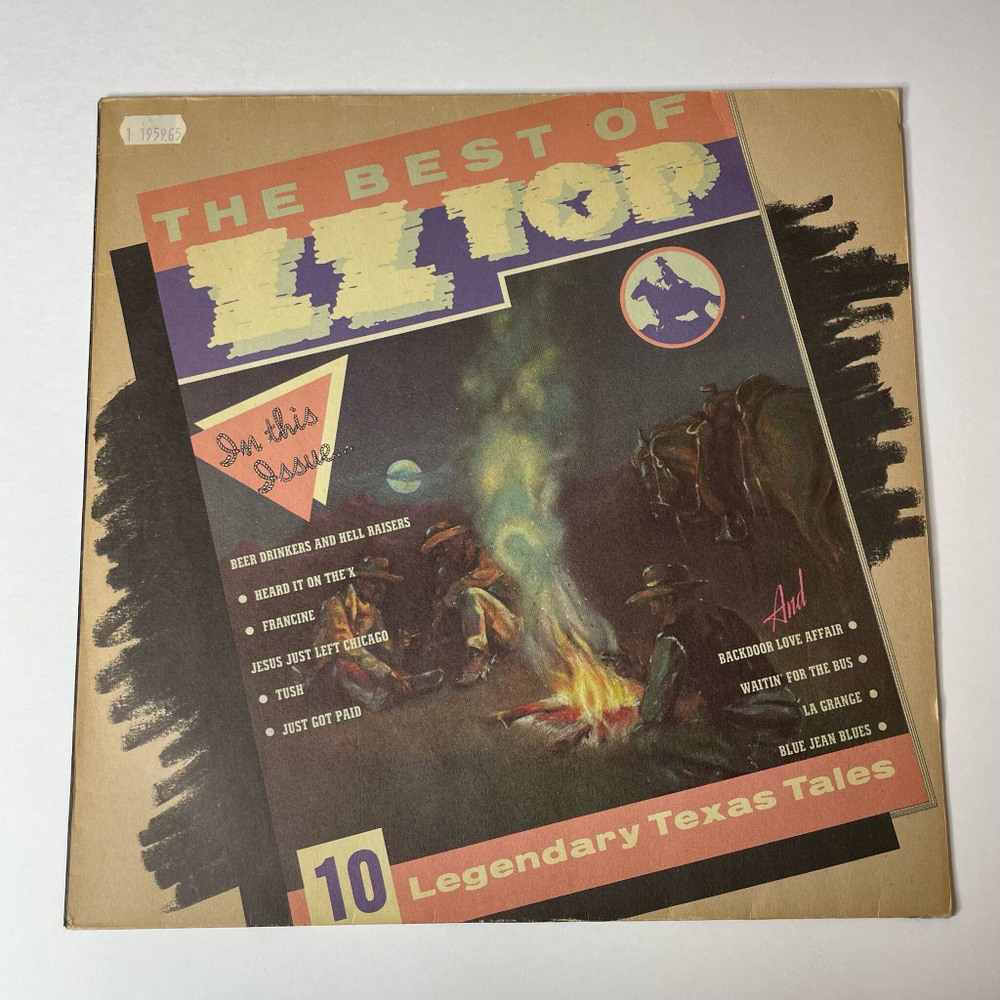 1 195965
THE BEST OF
ZZ TOP
In this
Issue...
BEER DRINKERS AND HELL RAISERS
HEARD IT ON THE X
FRANCINE
JESUS JUST LEFT CHICAGO
TUSH
JUST GOT PAID
And
BACKDOOR LOVE AFFAIR
WAITIN' FOR THE BUS
LA GRANGE
BLUE JEAN BLUES
10 Legendary Texas Tales